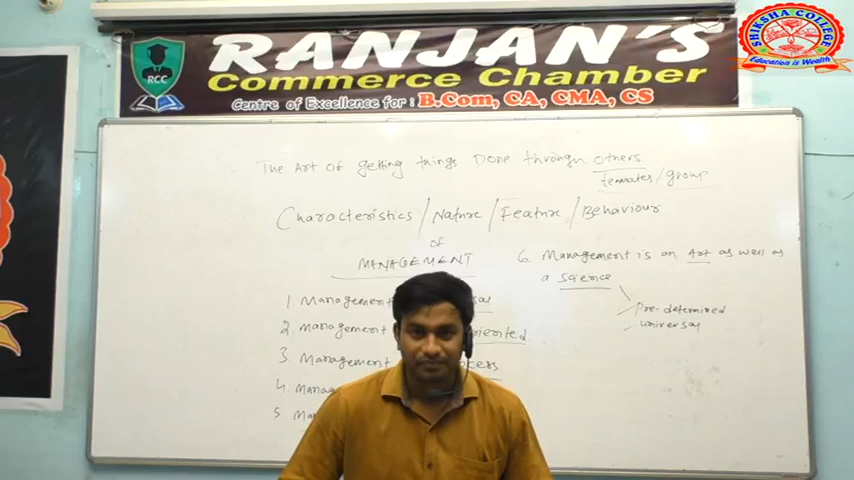 RANJAN'S
Commerce Chamber
Centre of Excellence for : B.Com, CA, CMA, CS
RCC
SHIKSHA COLLEGE
Education is Wealth
The Art of getting things Done through others
/group
Characteristics / Nature / Feature / Behaviour
of
MANAGEMENT
1. Management
2. Management
3. Management
4.
5.
6. Management is an Art as well as
a Science
Pre-determined
universal